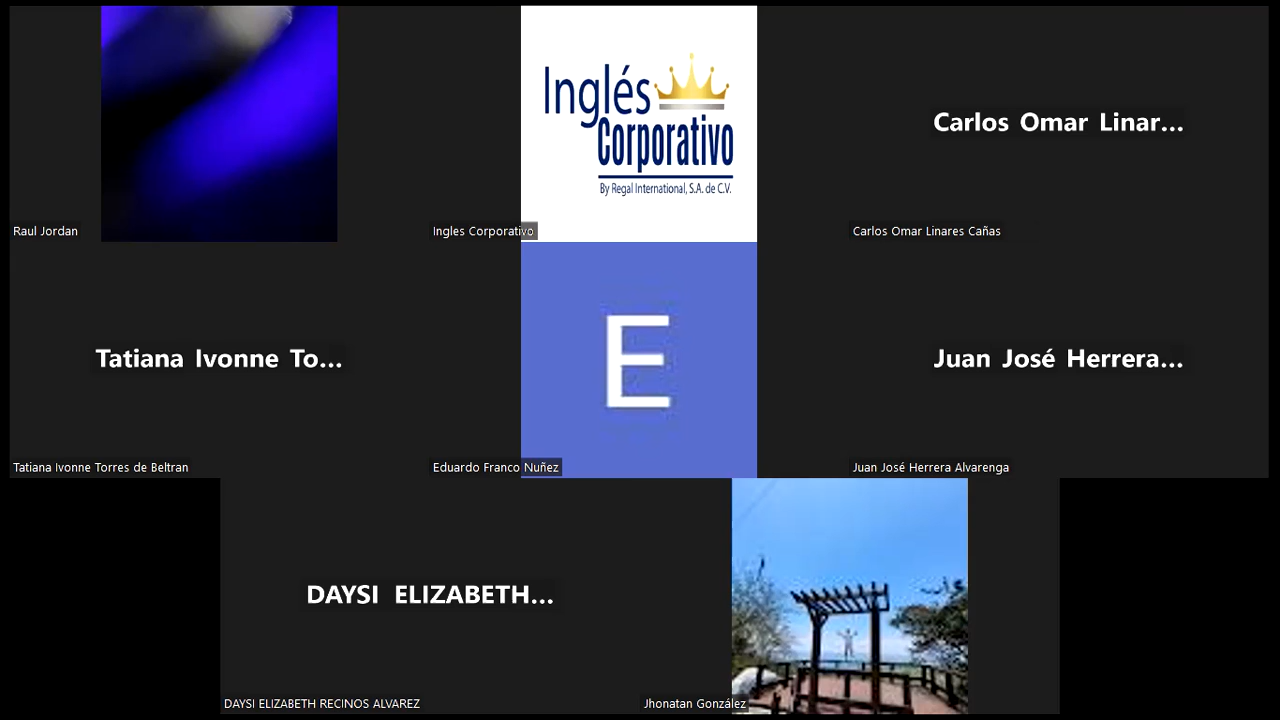 Raul Jordan
Inglés
Corporativo
By Regal International, S.A. de C.V.
Ingles Corporativo
Carlos Omar Linar...
Carlos Omar Linares Cañas
Tatiana Ivonne To...
Tatiana Ivonne Torres de Beltran
E
Eduardo Franco Nuñez
Juan José Herrera...
Juan José Herrera Alvarenga
DAYSI ELIZABETH...
DAYSI ELIZABETH RECINOS ALVAREZ
Jhonatan González